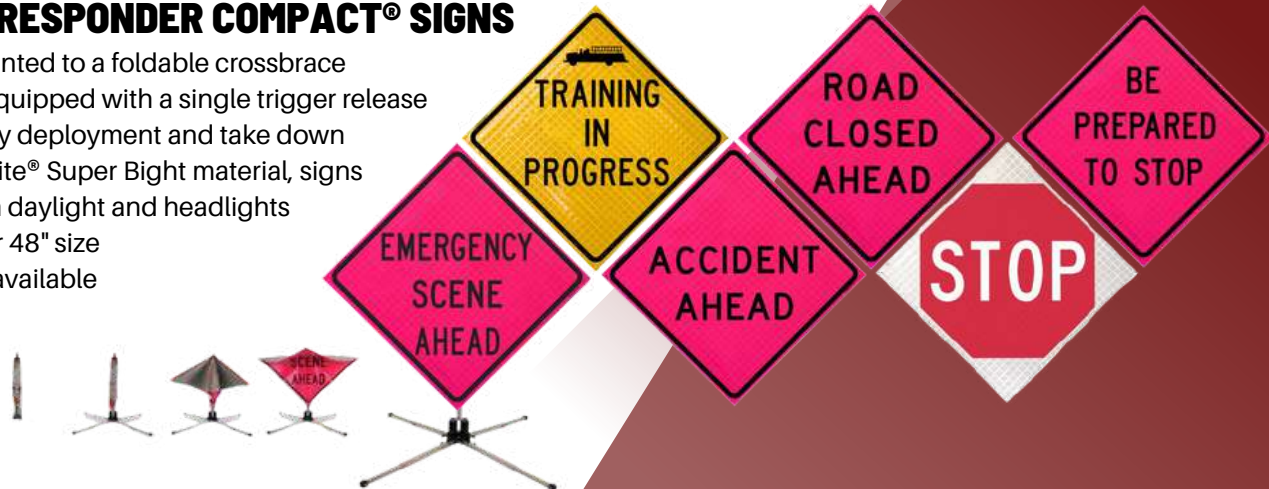 RESPONDER COMPACT® SIGNS
nted to a foldable crossbrace
quipped with a single trigger release
y deployment and take down
ite® Super Bight material, signs
daylight and headlights
48" size
available
TRAINING
IN
PROGRESS
ROAD
CLOSED
AHEAD
BE
PREPARED
TO STOP
EMERGENCY
SCENE
AHEAD
ACCIDENT
AHEAD
STOP
SCENE
AHEAD